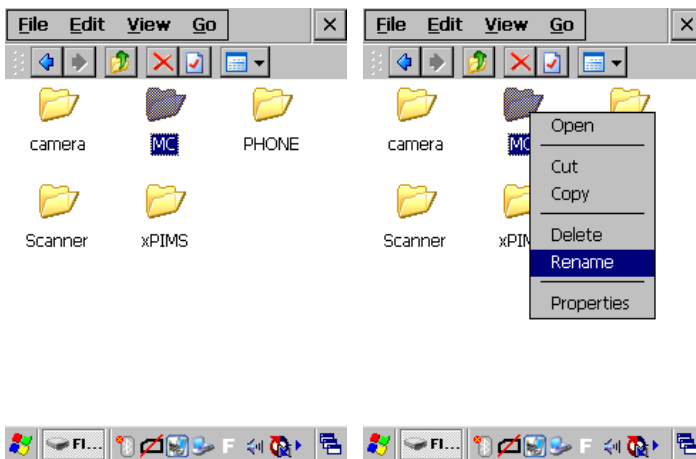 File Edit View Go
camera MC PHONE
Scanner xPIMS
Fl...
F
File Edit View Go
camera
Scanner
Open
Cut
Copy
Delete
Rename
Properties
Fl...
F